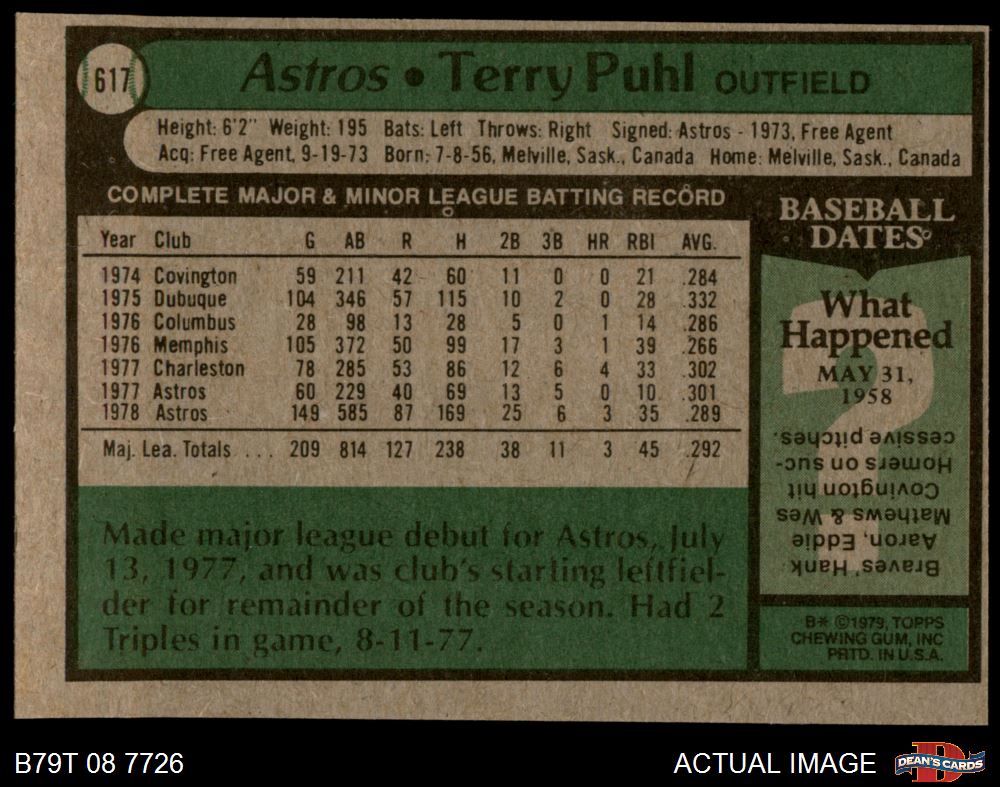 617
Astros • Terry Puhl OUTFIELD
Height: 6'2" Weight: 195 Bats: Left Throws: Right Signed: Astros - 1973, Free Agent
Acq: Free Agent, 9-19-73 Born: 7-8-56, Melville, Sask., Canada Home: Melville, Sask., Canada
COMPLETE MAJOR & MINOR LEAGUE BATTING RECORD
Year Club G AB R H 2B 3B HR RBI AVG.
1974 Covington 59 211 42 60 11 0 0 21 .284
1975 Dubuque 104 346 57 115 10 2 0 28 .332
1976 Columbus 28 98 13 28 5 0 1 14 .286
1976 Memphis 105 372 50 99 17 3 1 39 .266
1977 Charleston 78 285 53 86 12 6 4 33 .302
1977 Astros 60 229 40 69 13 5 0 10 .301
1978 Astros 149 585 87 169 25 6 3 35 .289
Maj. Lea. Totals ... 209 814 127 238 38 11 3 45 .292
Made major league debut for Astros, July
13, 1977, and was club's starting leftfiel-
der for remainder of the season. Had 2
Triples in game, 8-11-77.
BASEBALL
DATES
What
Happened
MAY 31,
1958
Braves' Hank
Aaron, Eddie
Mathews & Wes
Covington hit
Homers on suc-
cessive pitches.
B* ©1979, TOPPS
CHEWING GUM, INC
PRTD. IN U.S.A.
B79T 08 7726
ACTUAL IMAGE
D
DEAN'S CARDS